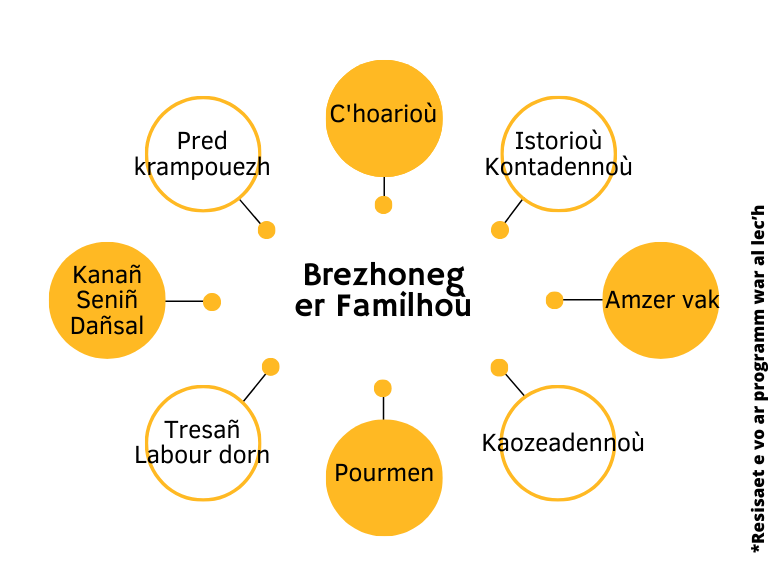 C'hoarioù
Pred
krampouezh
Istorioù
Kontadennoù
Kanañ
Seniñ
Dañsal
Brezhoneg
er Familhoù
Amzer vak
Tresañ
Labour dorn
Pourmen
Kaozeadennoù
*Resisaet e vo ar programm war al lec'h